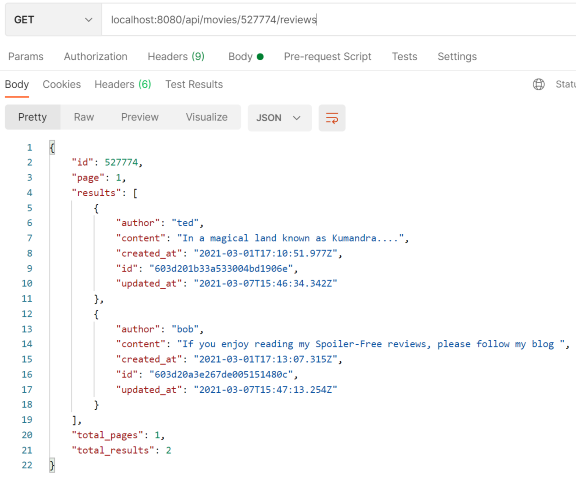 GET localhost:8080/api/movies/527774/reviews
Params Authorization Headers (9) Body Pre-request Script Tests Settings
Body Cookies Headers (6) Test Results
Pretty Raw Preview Visualize JSON
1 {
2 "id": 527774,
3 "page": 1,
4 "results": [
5 {
6 "author": "ted",
7 "content": "In a magical land known as Kumandra....",
8 "created_at": "2021-03-01T17:10:51.977Z",
9 "id": "603d201b33a533004bd1906e",
10 "updated_at": "2021-03-07T15:46:34.342Z"
11 },
12 {
13 "author": "bob",
14 "content": "If you enjoy reading my Spoiler-Free reviews, please follow my blog ",
15 "created_at": "2021-03-01T17:13:07.315Z",
16 "id": "603d20a3e267de005151480c",
17 "updated_at": "2021-03-07T15:47:13.254Z"
18 }
19 ],
20 "total_pages": 1,
21 "total_results": 2
22 }